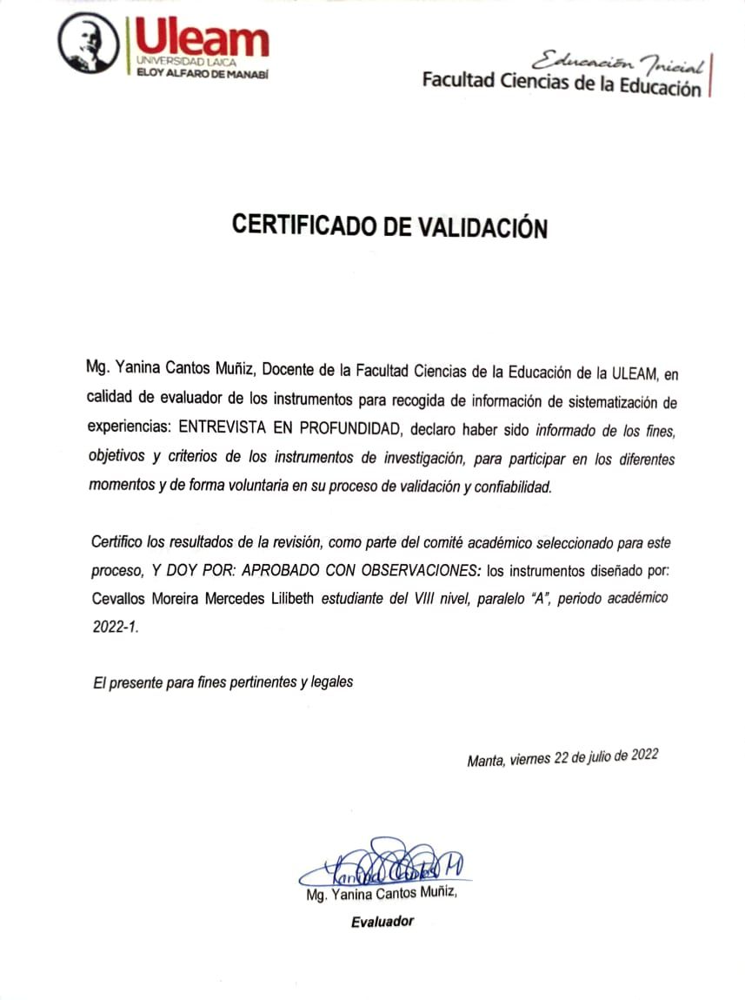 Uleam
UNIVERSIDAD LAICA
ELOY ALFARO DE MANABÍ
Educación Inicial
Facultad Ciencias de la Educación
CERTIFICADO DE VALIDACIÓN
Mg. Yanina Cantos Muñiz, Docente de la Facultad Ciencias de la Educación de la ULEAM, en
calidad de evaluador de los instrumentos para recogida de información de sistematización de
experiencias: ENTREVISTA EN PROFUNDIDAD, declaro haber sido informado de los fines,
objetivos y criterios de los instrumentos de investigación, para participar en los diferentes
momentos y de forma voluntaria en su proceso de validación y confiabilidad.
Certifico los resultados de la revisión, como parte del comité académico seleccionado para este
proceso, Y DOY POR: APROBADO CON OBSERVACIONES: los instrumentos diseñado por:
Cevallos Moreira Mercedes Lilibeth estudiante del VIII nivel, paralelo “A”, periodo académico
2022-1.
El presente para fines pertinentes y legales
Manta, viernes 22 de julio de 2022
Yanina Cantos M
Mg. Yanina Cantos Muñiz,
Evaluador